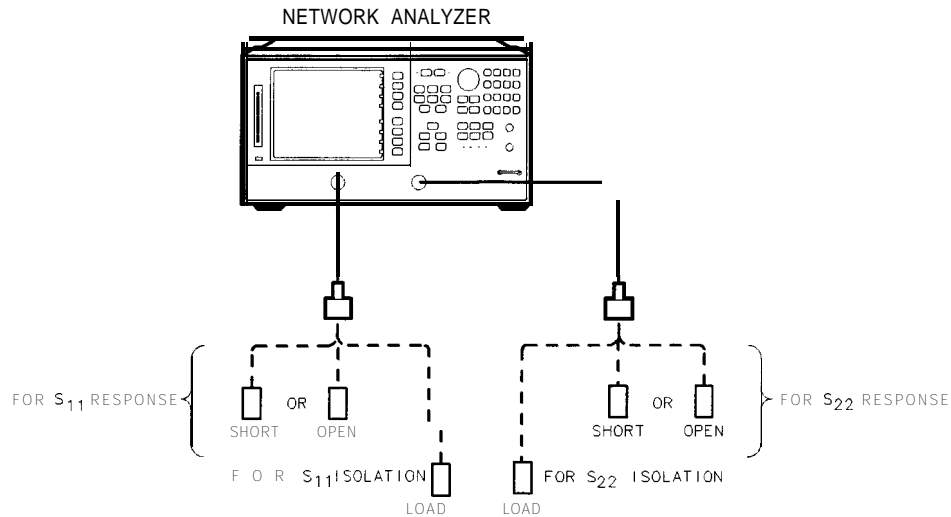 NETWORK ANALYZER
FOR S11 RESPONSE
OR
SHORT OPEN
FOR S11 ISOLATION
LOAD
OR
SHORT OPEN
FOR S22 RESPONSE
FOR S22 ISOLATION
LOAD